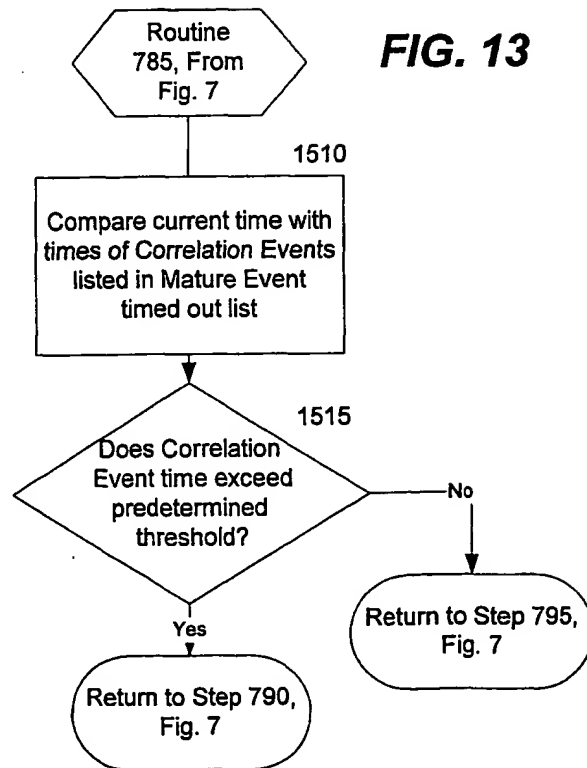 Routine
785, From
Fig. 7
FIG. 13
1510
Compare current time with
times of Correlation Events
listed in Mature Event
timed out list
1515
Does Correlation
Event time exceed
predetermined
threshold?
No
Return to Step 795,
Fig. 7
Yes
Return to Step 790,
Fig. 7